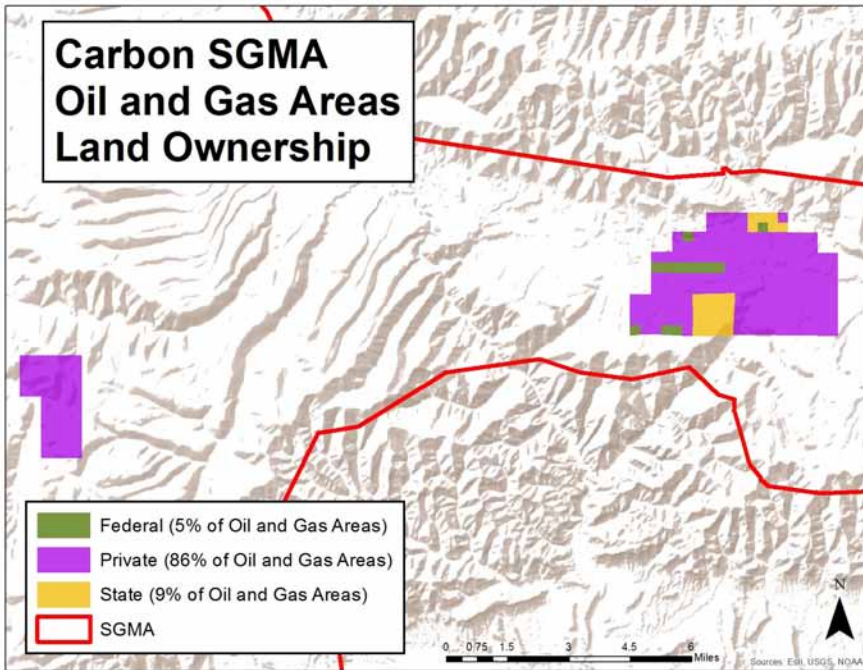 Carbon SGMA
Oil and Gas Areas
Land Ownership
Federal (5% of Oil and Gas Areas)
Private (86% of Oil and Gas Areas)
State (9% of Oil and Gas Areas)
SGMA
N
0 0.75 1.5 3 4.5 6
Miles
Sources: Esri, USGS, NOAA